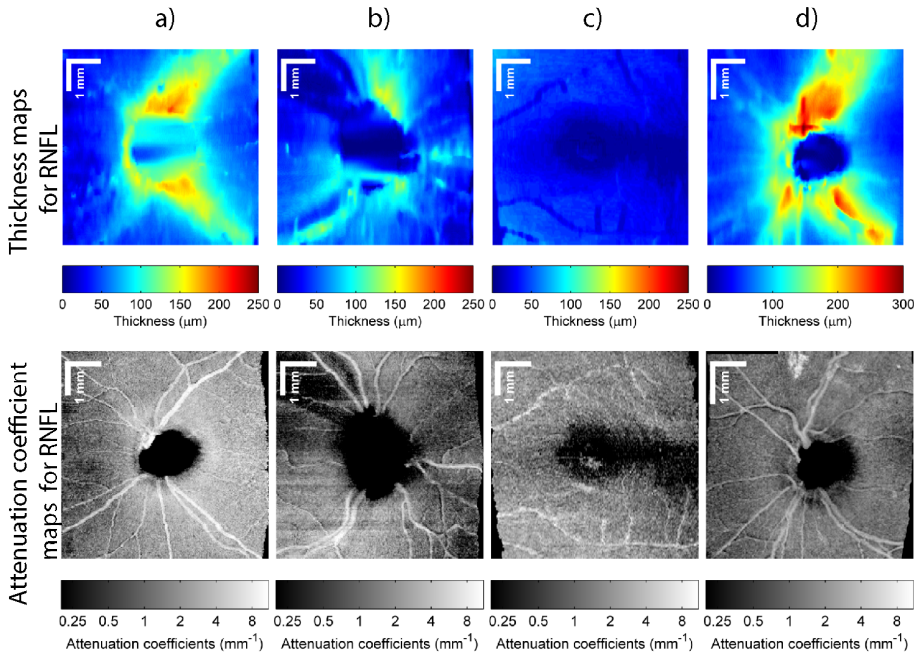 a) b) c) d)
Thickness maps
for RNFL
1 mm 1 mm 1 mm 1 mm
0 50 100 150 200 250 0 50 100 150 200 250 0 50 100 150 200 250 0 100 200 300
Thickness (μm) Thickness (μm) Thickness (μm) Thickness (μm)
Attenuation coefficient
maps for RNFL
1 mm 1 mm 1 mm 1 mm
0.25 0.5 1 2 4 8 0.25 0.5 1 2 4 8 0.25 0.5 1 2 4 8 0.25 0.5 1 2 4 8
Attenuation coefficients (mm⁻¹) Attenuation coefficients (mm⁻¹) Attenuation coefficients (mm⁻¹) Attenuation coefficients (mm⁻¹)